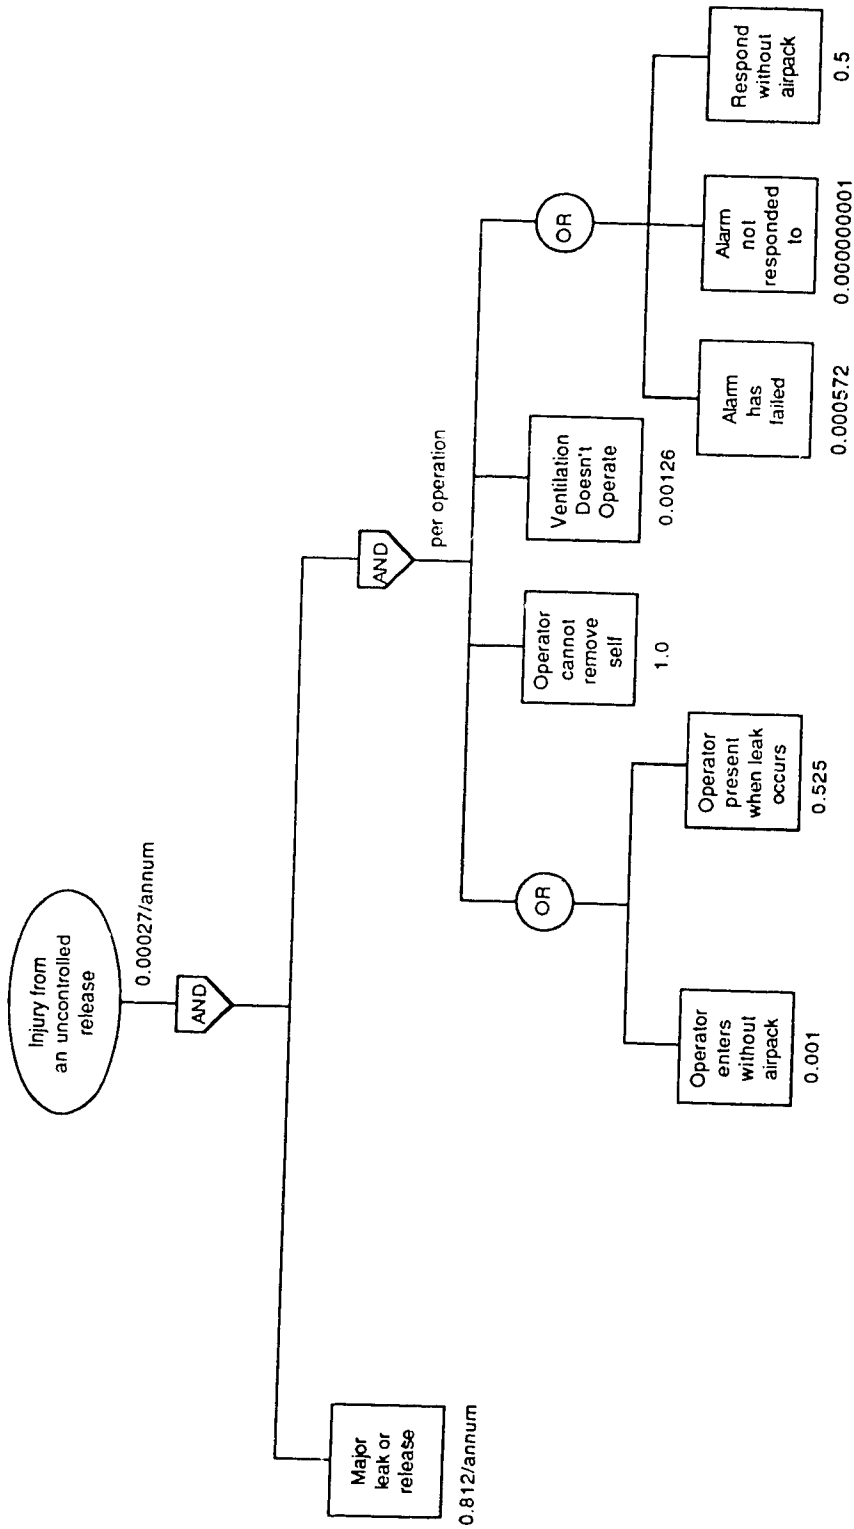 Injury from
an uncontrolled
release
0.00027/annum
AND
Major
leak or
release
0.812/annum
AND
per operation
OR
Operator
enters
without
airpack
0.001
Operator
present
when leak
occurs
0.525
Operator
cannot
remove
self
1.0
Ventilation
Doesn't
Operate
0.00126
OR
Alarm
has
failed
0.000572
Alarm
not
responded
to
0.000000001
Respond
without
airpack
0.5